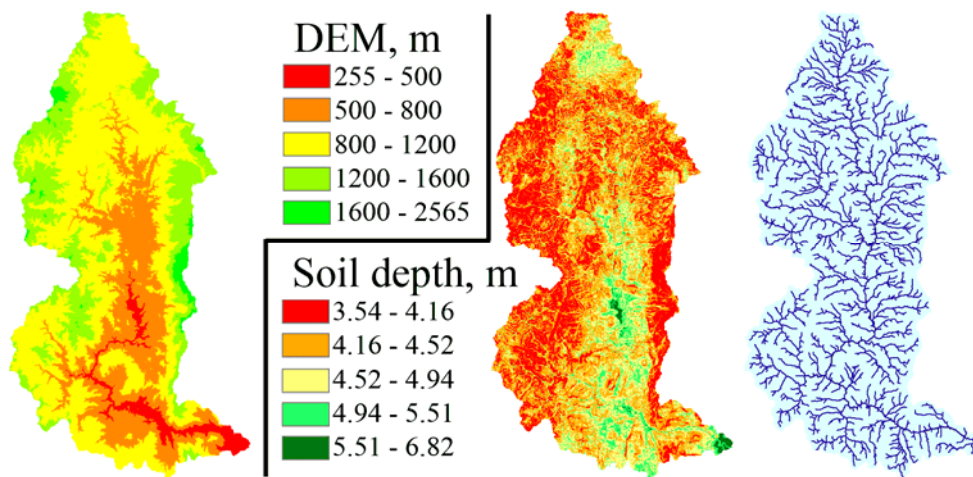 DEM, m
255 - 500
500 - 800
800 - 1200
1200 - 1600
1600 - 2565
Soil depth, m
3.54 - 4.16
4.16 - 4.52
4.52 - 4.94
4.94 - 5.51
5.51 - 6.82